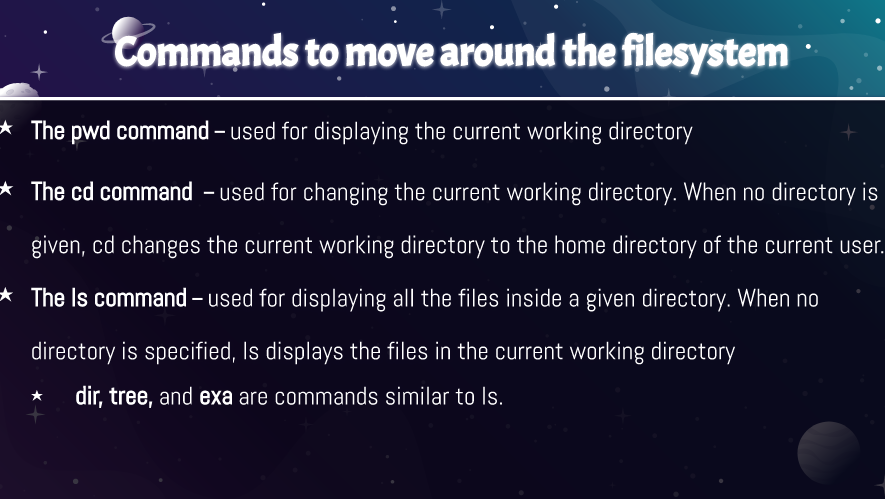 Commands to move around the filesystem
The pwd command – used for displaying the current working directory
The cd command – used for changing the current working directory. When no directory is
given, cd changes the current working directory to the home directory of the current user.
The ls command – used for displaying all the files inside a given directory. When no
directory is specified, ls displays the files in the current working directory
dir, tree, and exa are commands similar to ls.